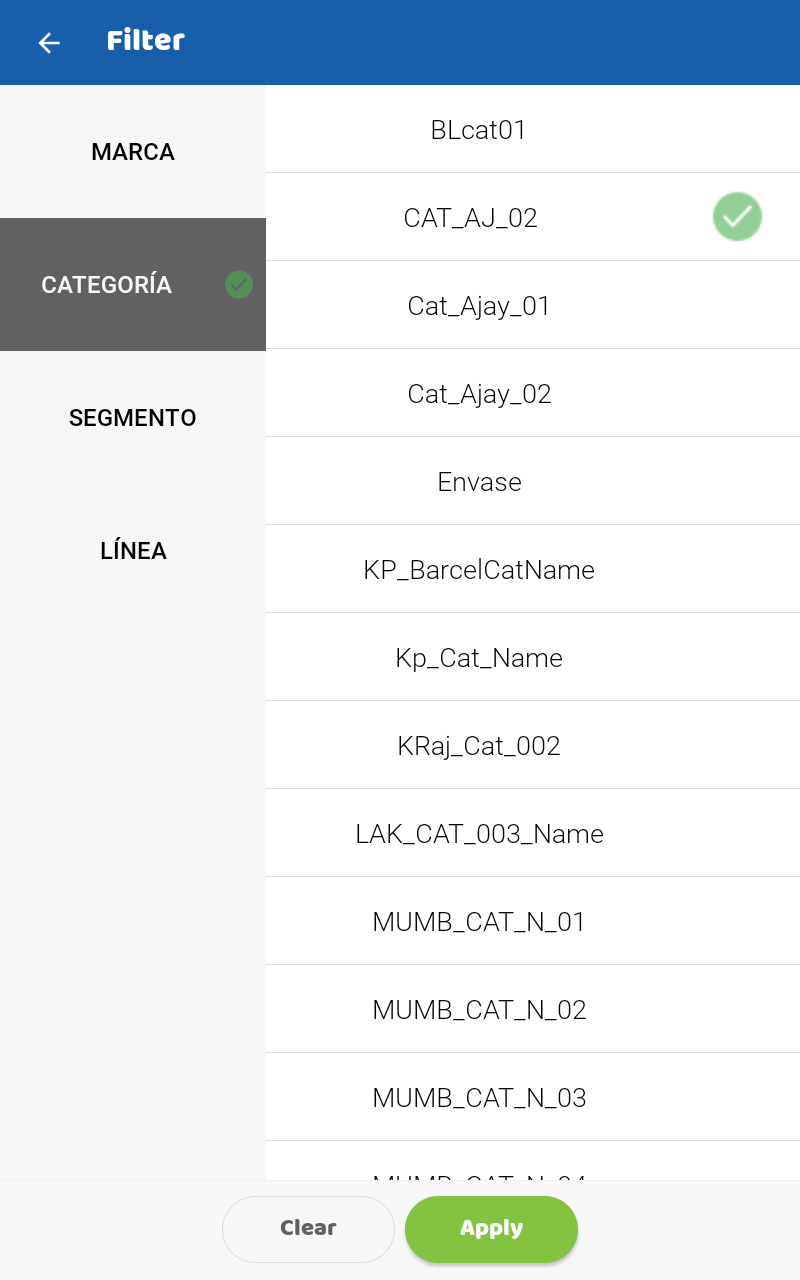 Filter
MARCA
CATEGORÍA
SEGMENTO
LÍNEA
BLcat01
CAT_AJ_02
Cat_Ajay_01
Cat_Ajay_02
Envase
KP_BarcelCatName
Kp_Cat_Name
KRaj_Cat_002
LAK_CAT_003_Name
MUMB_CAT_N_01
MUMB_CAT_N_02
MUMB_CAT_N_03
Clear
Apply